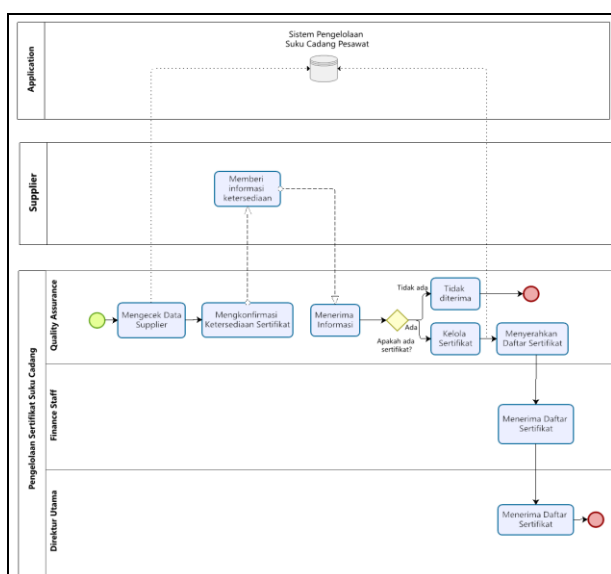 Application
Sistem Pengelolaan
Suku Cadang Pesawat
Supplier
Memberi
informasi
ketersediaan
Pengelolaan Sertifikat Suku Cadang
Quality Assurance
Mengecek Data
Supplier
Mengkonfirmasi
Ketersediaan Sertifikat
Menerima
Informasi
Apakah ada
sertifikat?
Tidak ada
Tidak
diterima
Ada
Kelola
Sertifikat
Menyerahkan
Daftar Sertifikat
Finance Staff
Menerima Daftar
Sertifikat
Direktur Utama
Menerima Daftar
Sertifikat